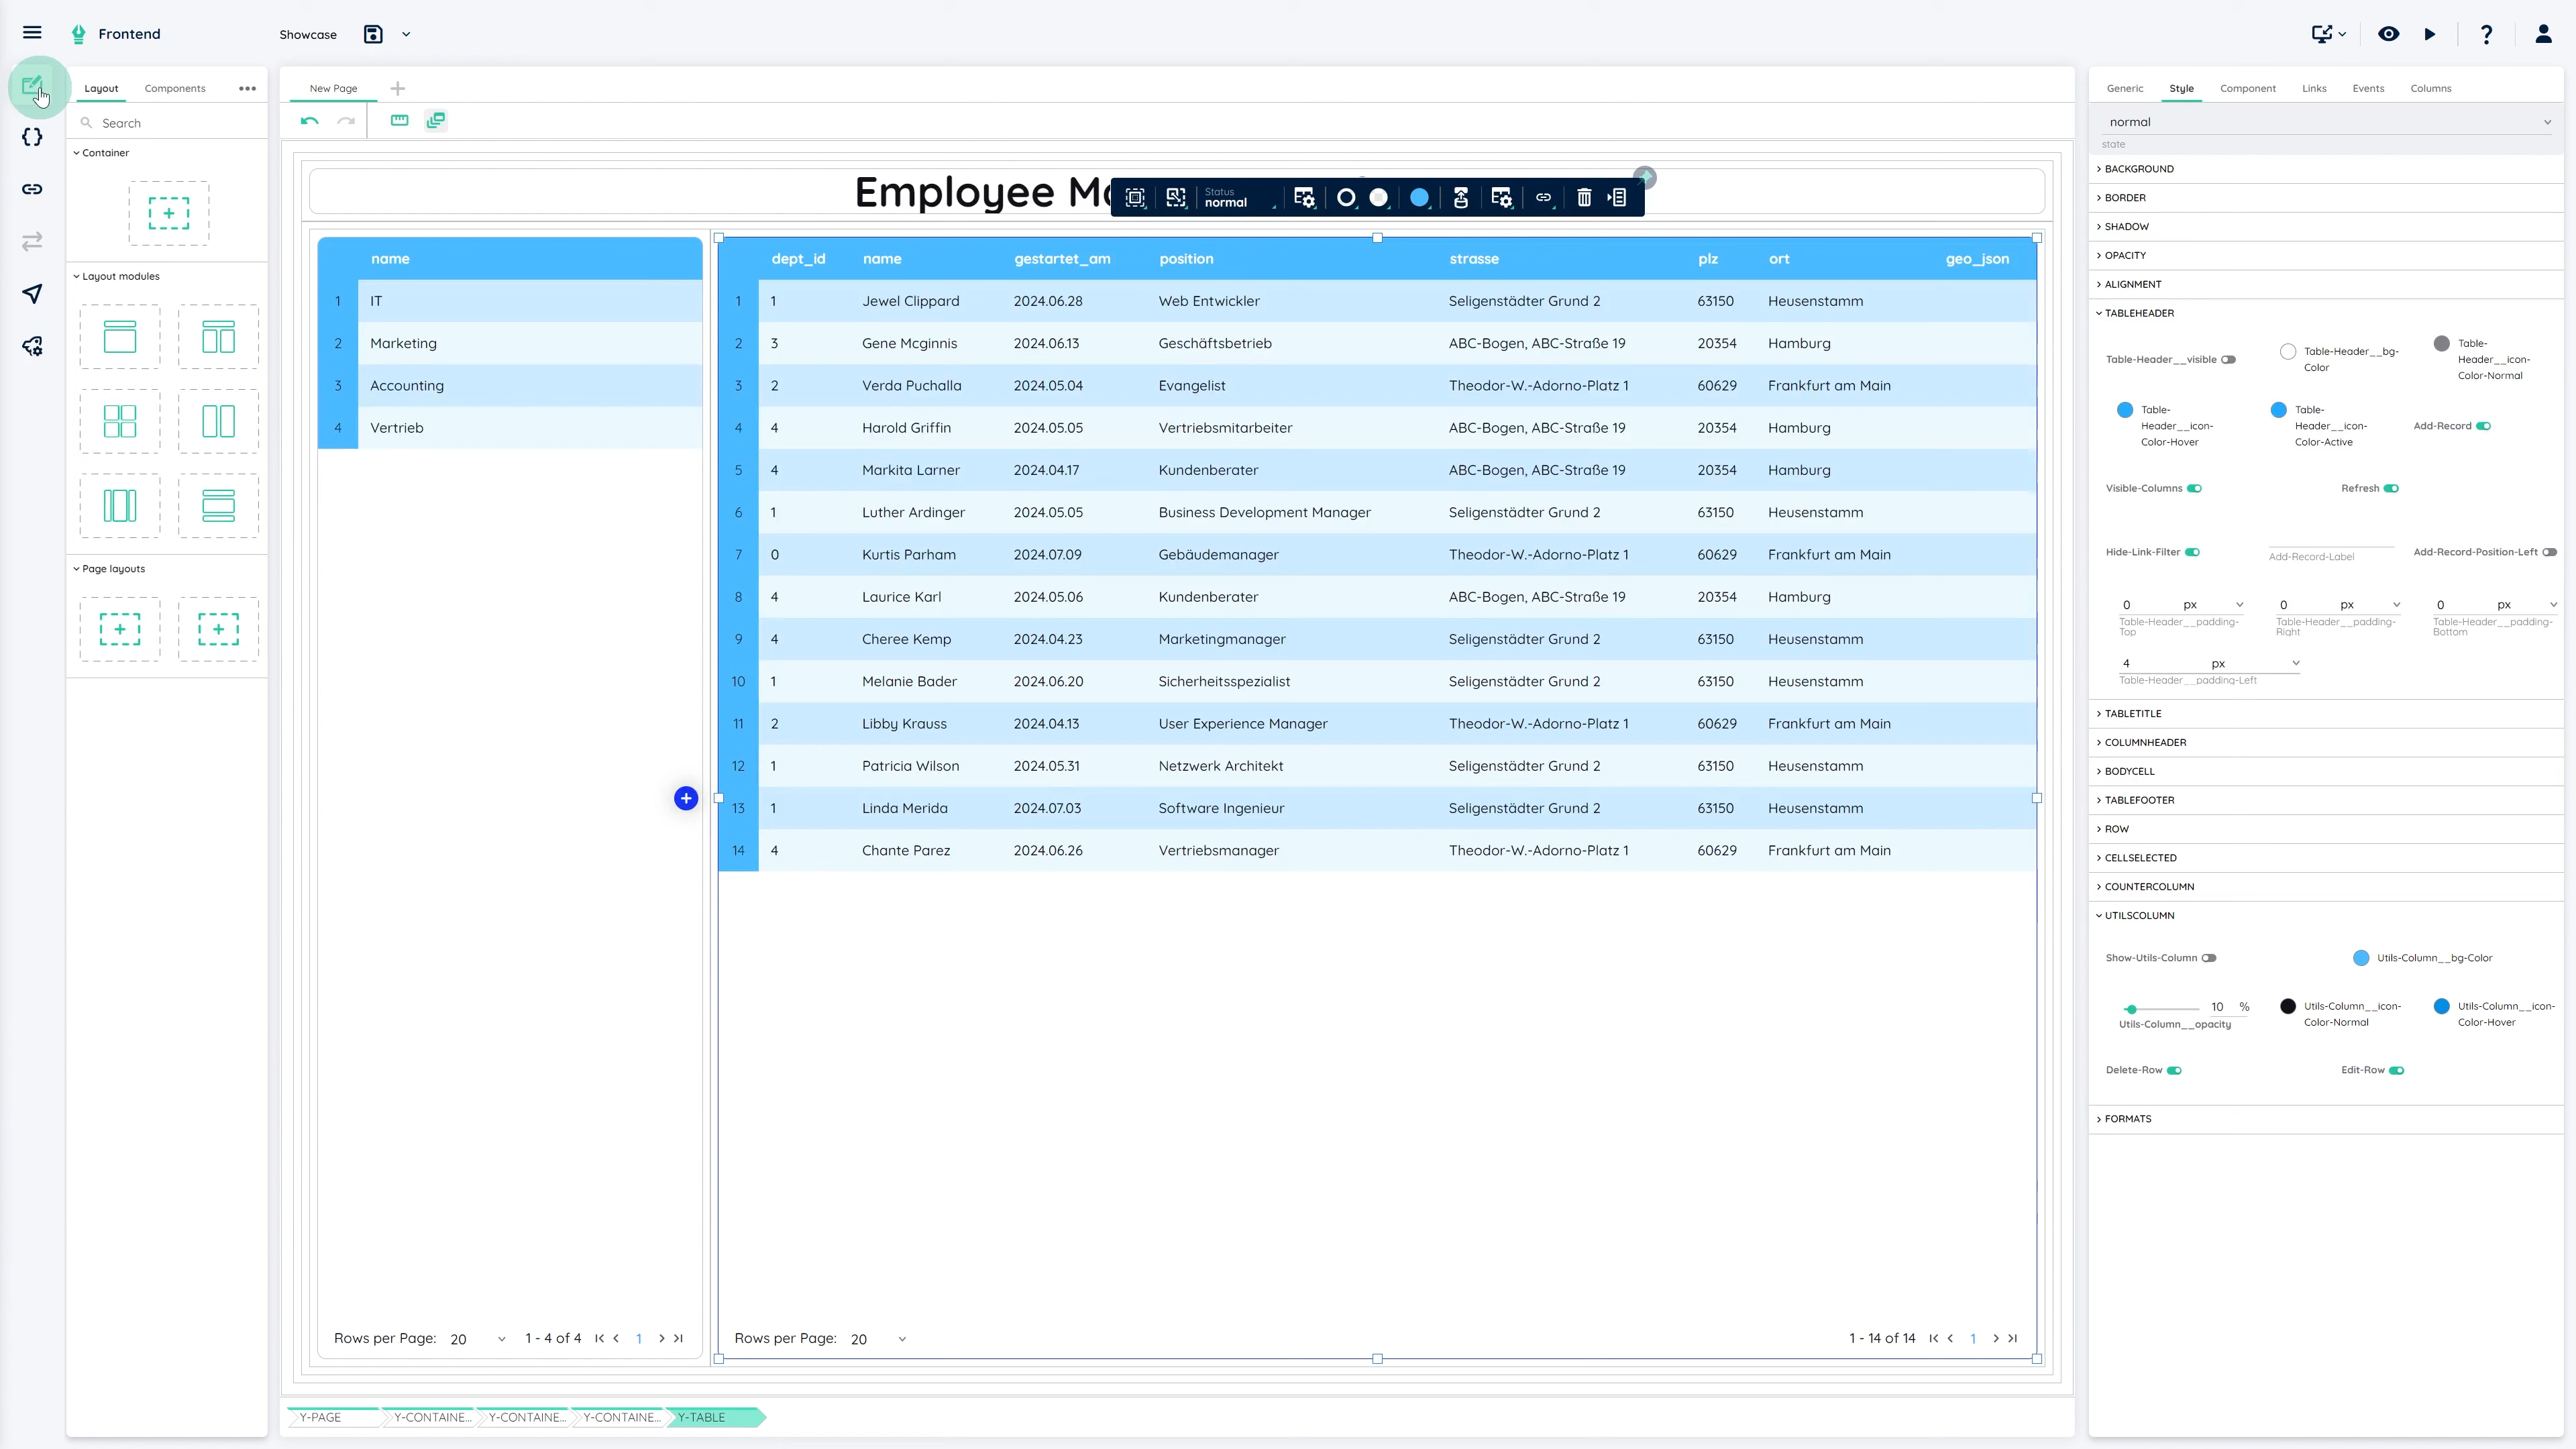 Frontend
Showcase
Layout
Components
Search
Container
Layout modules
Page layouts
New Page
Employee Mo
Status
normal
name
1 IT
2 Marketing
3 Accounting
4 Vertrieb
Rows per Page: 20 1 - 4 of 4 1
dept_id name gestartet_am position strasse plz ort geo_json
1 1 Jewel Clippard 2024.06.28 Web Entwickler Seligenstädter Grund 2 63150 Heusenstamm
2 3 Gene Mcginnis 2024.06.13 Geschäftsbetrieb ABC-Bogen, ABC-Straße 19 20354 Hamburg
3 2 Verda Puchalla 2024.05.04 Evangelist Theodor-W.-Adorno-Platz 1 60629 Frankfurt am Main
4 4 Harold Griffin 2024.05.05 Vertriebsmitarbeiter ABC-Bogen, ABC-Straße 19 20354 Hamburg
5 4 Markita Larner 2024.04.17 Kundenberater ABC-Bogen, ABC-Straße 19 20354 Hamburg
6 1 Luther Ardinger 2024.05.05 Business Development Manager Seligenstädter Grund 2 63150 Heusenstamm
7 0 Kurtis Parham 2024.07.09 Gebäudemanager Theodor-W.-Adorno-Platz 1 60629 Frankfurt am Main
8 4 Laurice Karl 2024.05.06 Kundenberater ABC-Bogen, ABC-Straße 19 20354 Hamburg
9 4 Cheree Kemp 2024.04.23 Marketingmanager Seligenstädter Grund 2 63150 Heusenstamm
10 1 Melanie Bader 2024.06.20 Sicherheitsspezialist Seligenstädter Grund 2 63150 Heusenstamm
11 2 Libby Krauss 2024.04.13 User Experience Manager Theodor-W.-Adorno-Platz 1 60629 Frankfurt am Main
12 1 Patricia Wilson 2024.05.31 Netzwerk Architekt Seligenstädter Grund 2 63150 Heusenstamm
13 1 Linda Merida 2024.07.03 Software Ingenieur Seligenstädter Grund 2 63150 Heusenstamm
14 4 Chante Parez 2024.06.26 Vertriebsmanager Theodor-W.-Adorno-Platz 1 60629 Frankfurt am Main
Rows per Page: 20 1 - 14 of 14 1
Y-PAGE Y-CONTAINE... Y-CONTAINE... Y-CONTAINE... Y-TABLE
Generic Style Component Links Events Columns
normal
state
BACKGROUND
BORDER
SHADOW
OPACITY
ALIGNMENT
TABLEHEADER
Table-Header__visible
Table-Header__bg-
Color
Table-
Header__icon-
Color-Normal
Table-
Header__icon-
Color-Hover
Table-
Header__icon-
Color-Active
Add-Record
Visible-Columns
Refresh
Hide-Link-Filter
Add-Record-Label
Add-Record-Position-Left
0 px
Table-Header__padding-
Top
0 px
Table-Header__padding-
Right
0 px
Table-Header__padding-
Bottom
4 px
Table-Header__padding-Left
TABLETITLE
COLUMNHEADER
BODYCELL
TABLEFOOTER
ROW
CELLSELECTED
COUNTERCOLUMN
UTILSCOLUMN
Show-Utils-Column
Utils-Column__bg-Color
10 %
Utils-Column__opacity
Utils-Column__icon-
Color-Normal
Utils-Column__icon-
Color-Hover
Delete-Row
Edit-Row
FORMATS